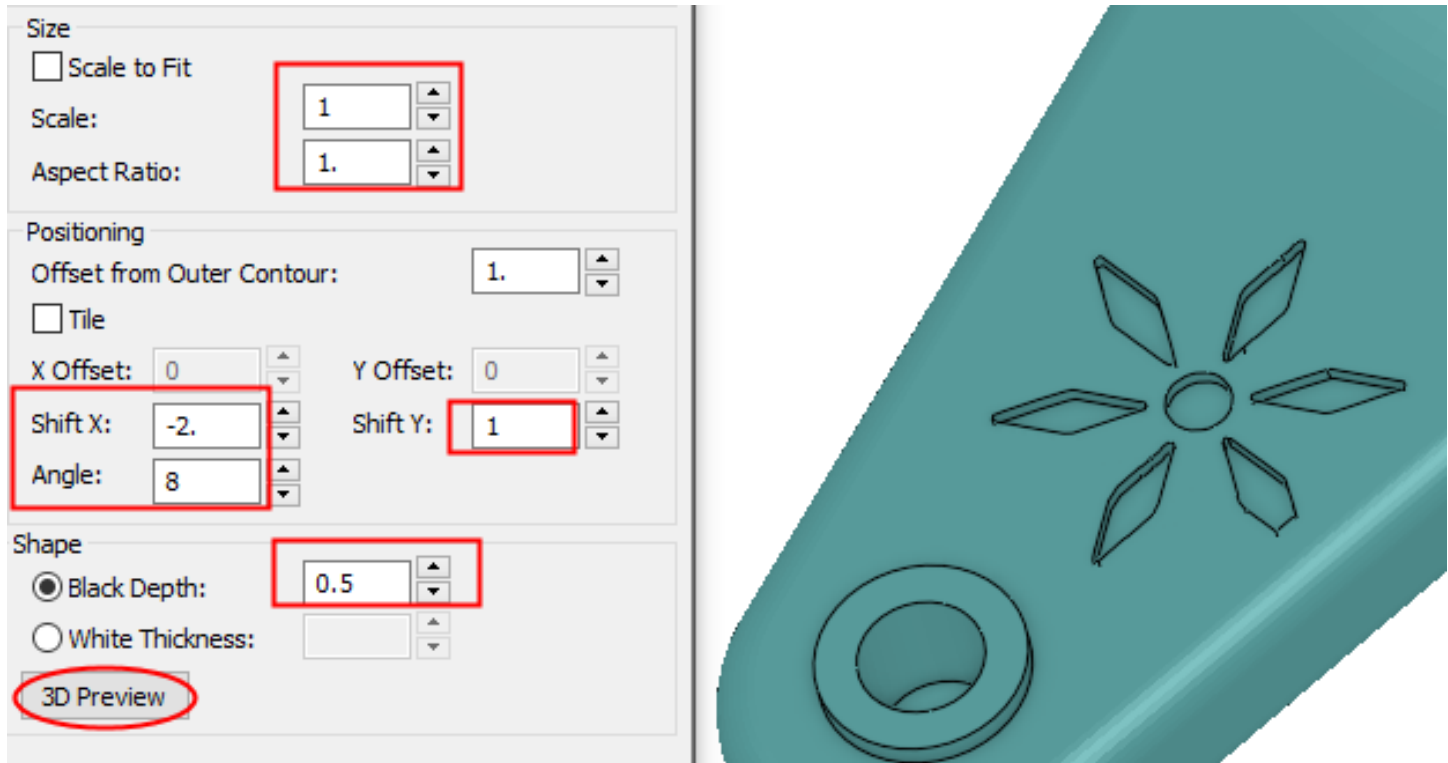 Size
Scale to Fit
Scale: 1
Aspect Ratio: 1.
Positioning
Offset from Outer Contour: 1.
Tile
X Offset: 0 Y Offset: 0
Shift X: -2. Shift Y: 1
Angle: 8
Shape
Black Depth: 0.5
White Thickness:
3D Preview